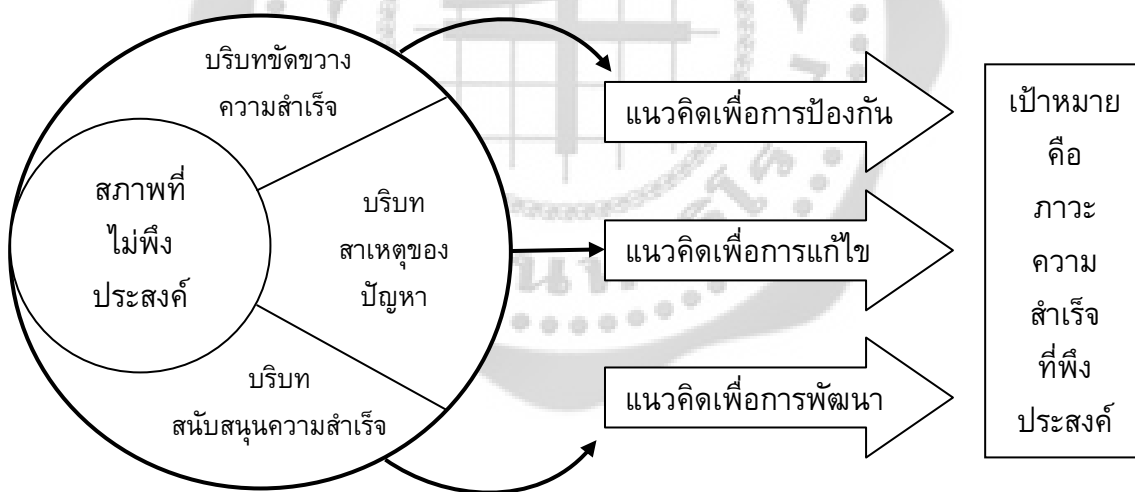 บริบทขัดขวาง
ความสำเร็จ
สภาพที่
ไม่พึง
ประสงค์
บริบท
สาเหตุของ
ปัญหา
บริบท
สนับสนุนความสำเร็จ
แนวคิดเพื่อการป้องกัน
แนวคิดเพื่อการแก้ไข
แนวคิดเพื่อการพัฒนา
เป้าหมาย
คือ
ภาวะ
ความ
สำเร็จ
ที่พึง
ประสงค์